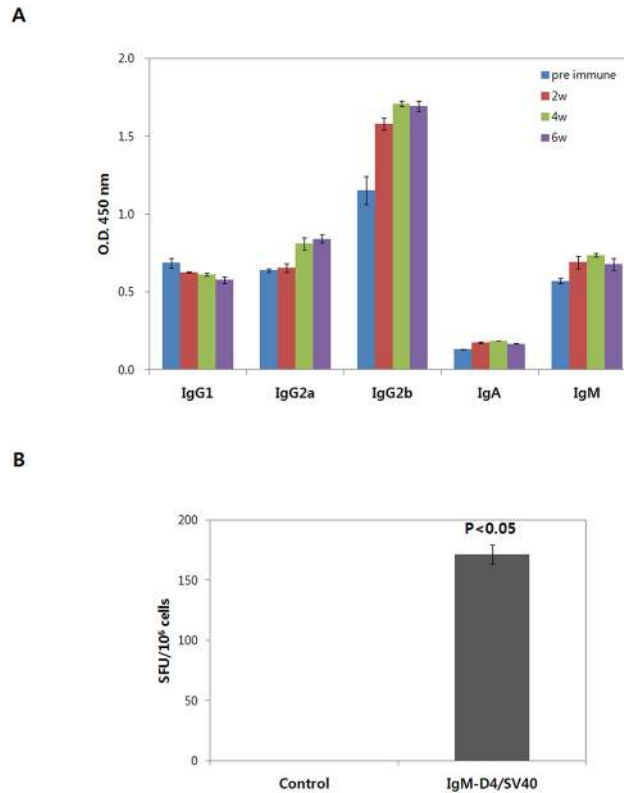 A
2.0
1.5
1.0
0.5
0.0
O.D. 450 nm
pre immune
2w
4w
6w
IgG1 IgG2a IgG2b IgA IgM
B
200
150
100
50
0
SFU/10⁶ cells
P<0.05
Control IgM-D4/SV40